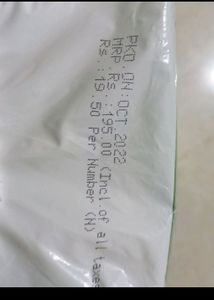 PKD. ON: OCT.2022
MRP Rs.:195.00 (Incl.of all taxes
Rs.:19.50 Per Number (N)